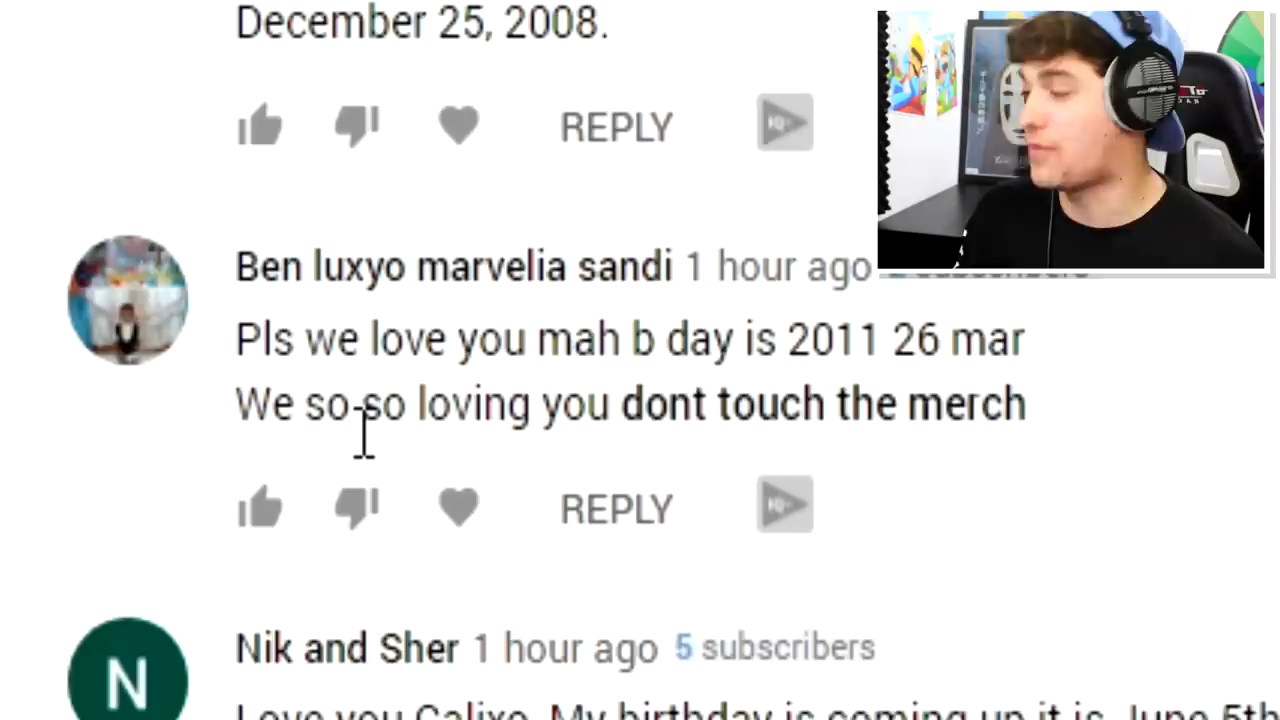 December 25, 2008.
REPLY
Ben luxyo marvelia sandi 1 hour ago
Pls we love you mah b day is 2011 26 mar
We so-so loving you dont touch the merch
REPLY
N
Nik and Sher 1 hour ago 5 subscribers
Love you Calixo. My birthday is coming up it is June 5th